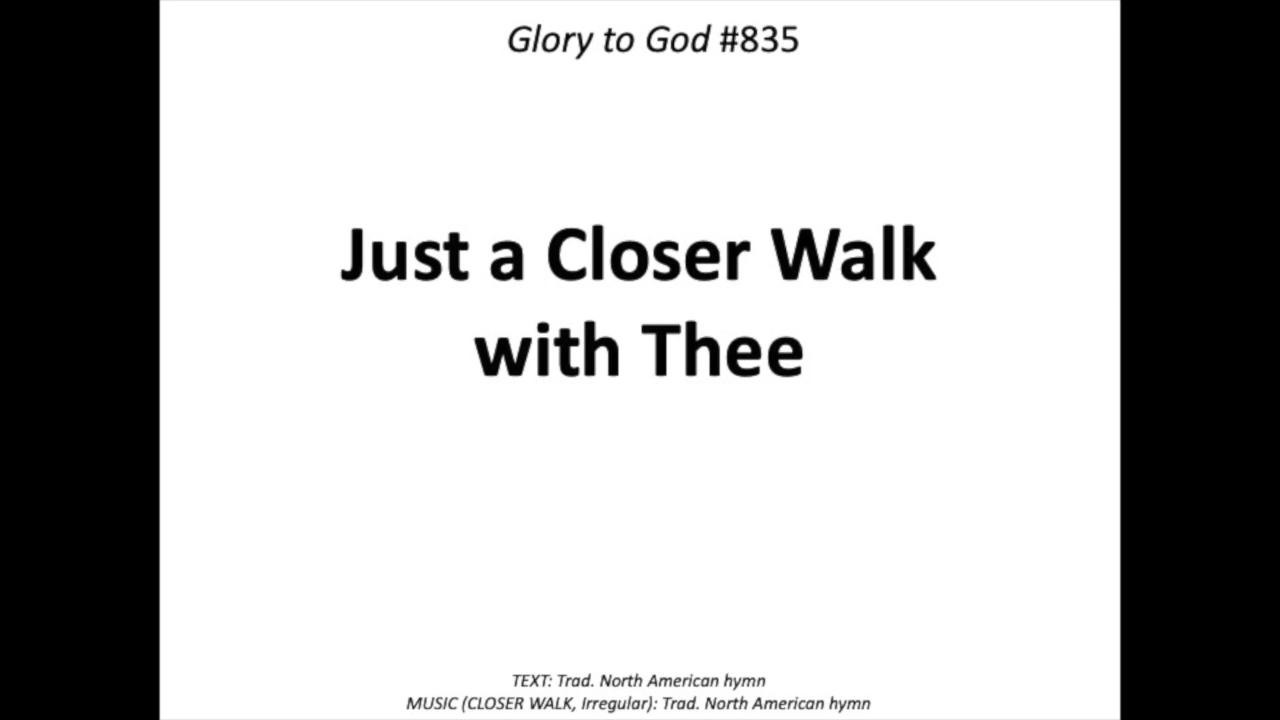 Glory to God #835
Just a Closer Walk
with Thee
TEXT: Trad. North American hymn
MUSIC (CLOSER WALK, Irregular): Trad. North American hymn